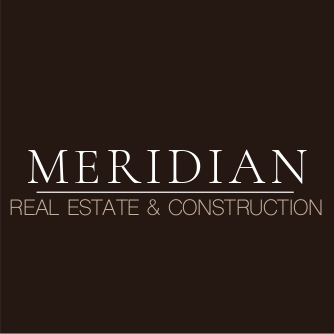 MERIDIAN
REAL ESTATE & CONSTRUCTION